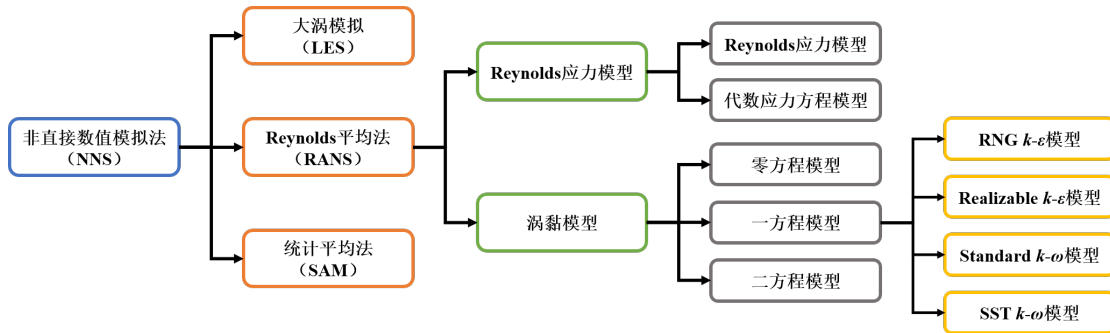 非直接数值模拟法
（NNS）
大涡模拟
（LES）
Reynolds平均法
（RANS）
统计平均法
（SAM）
Reynolds应力模型
涡黏模型
Reynolds应力模型
代数应力方程模型
零方程模型
一方程模型
二方程模型
RNG k-ε模型
Realizable k-ε模型
Standard k-ω模型
SST k-ω模型